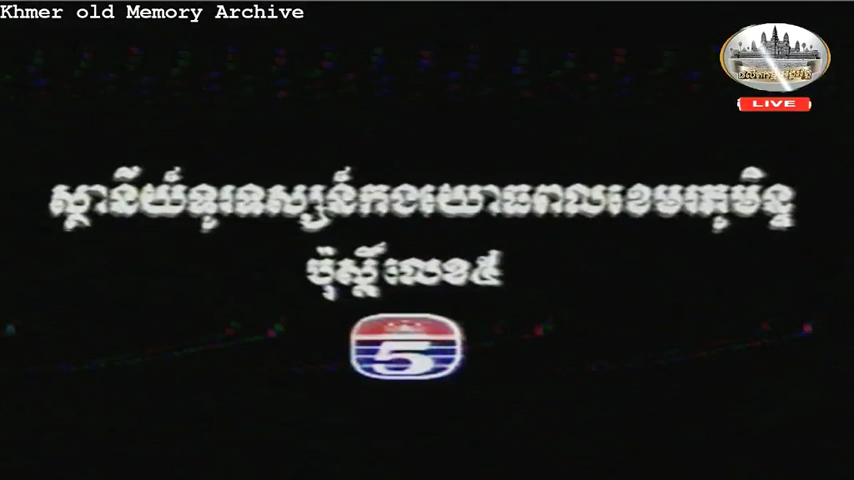 Khmer old Memory Archive
LIVE
ស្ថានីយ៍ទូរទស្សន៍កងយោធពលខេមរភូមិន្ទ
ប៉ុស្តិ៍លេខ៥
5